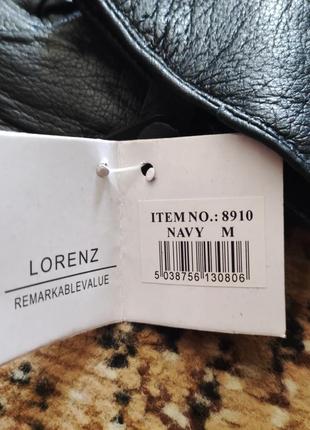 LORENZ
REMARKABLEVALUE
ITEM NO.: 8910
NAVY M
5 038756 130806